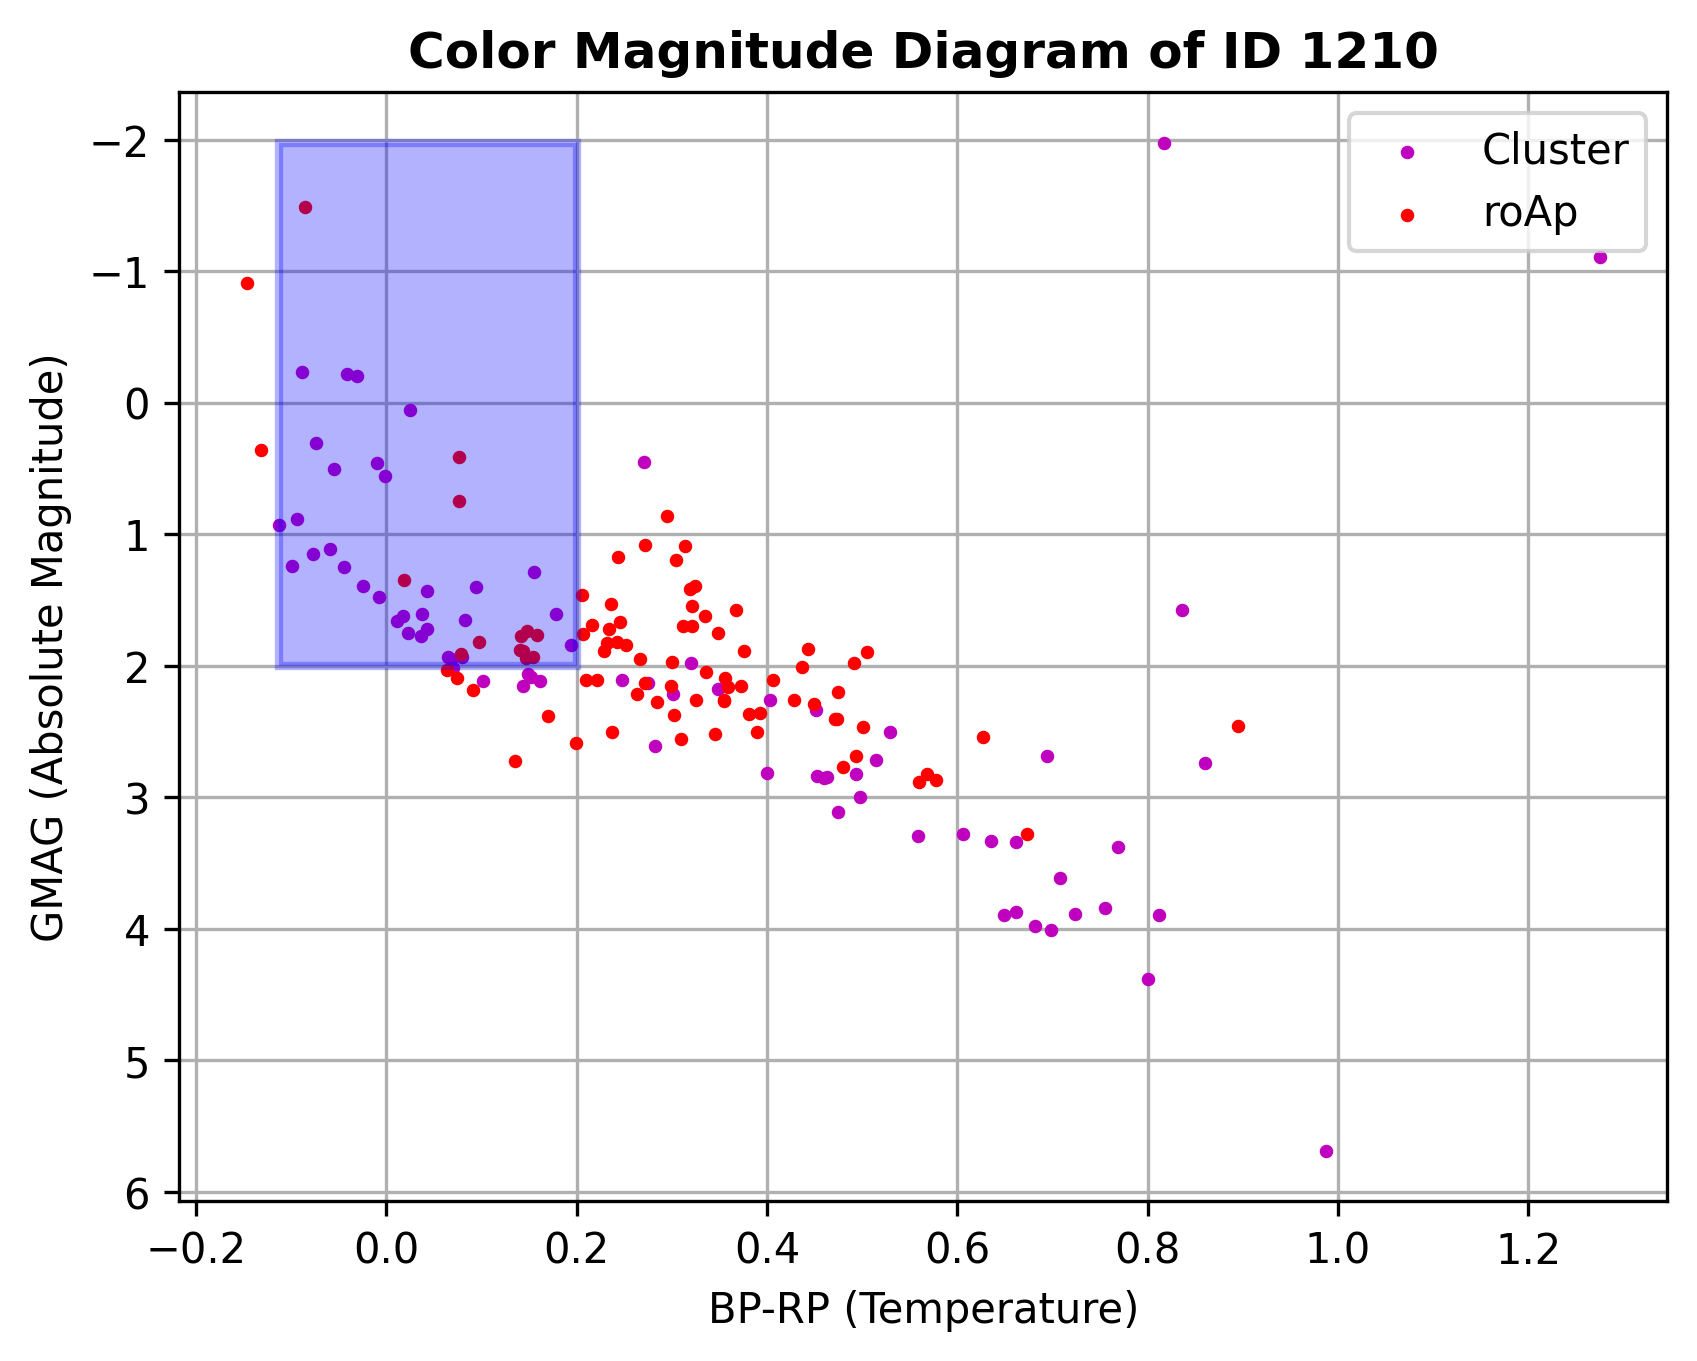 Color Magnitude Diagram of ID 1210
Cluster
roAp
GMAG (Absolute Magnitude)
−2
−1
0
1
2
3
4
5
6
−0.2 0.0 0.2 0.4 0.6 0.8 1.0 1.2
BP-RP (Temperature)